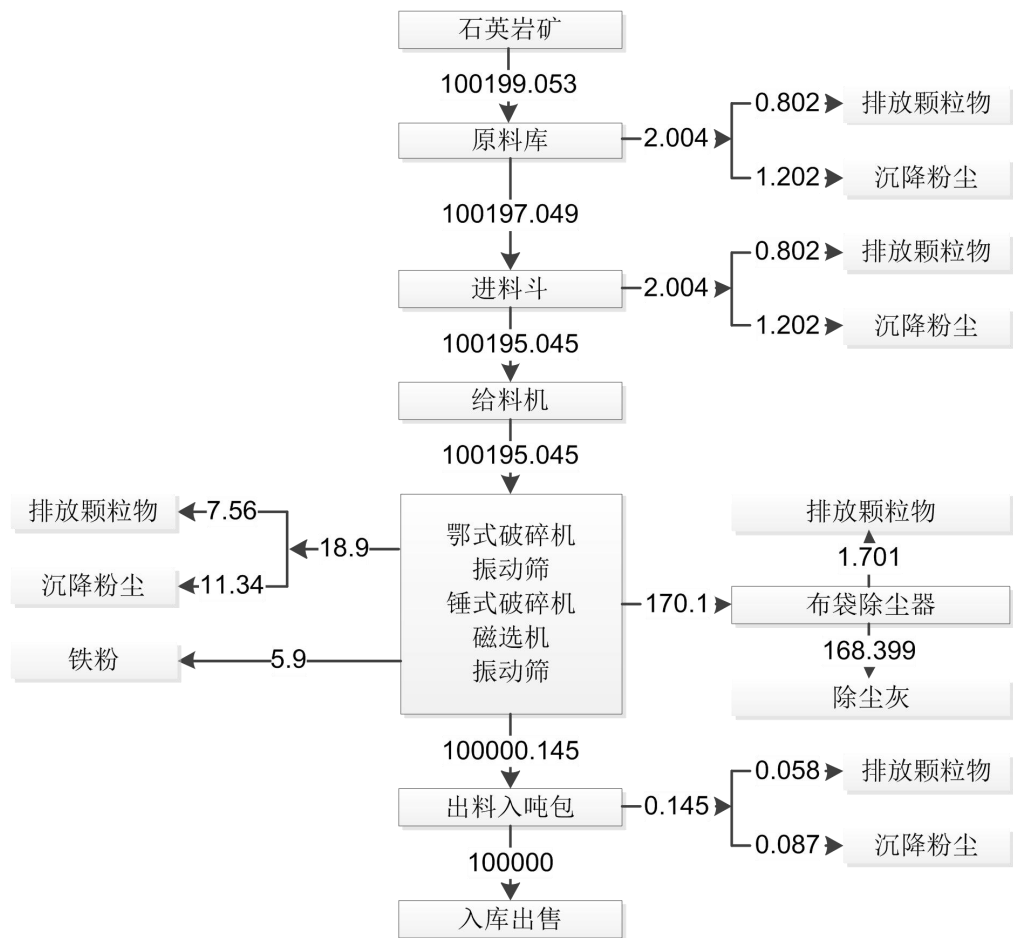 石英岩矿
100199.053
原料库
2.004
0.802
排放颗粒物
1.202
沉降粉尘
100197.049
进料斗
2.004
0.802
排放颗粒物
1.202
沉降粉尘
100195.045
给料机
100195.045
鄂式破碎机
振动筛
锤式破碎机
磁选机
振动筛
18.9
7.56
排放颗粒物
11.34
沉降粉尘
5.9
铁粉
170.1
布袋除尘器
1.701
排放颗粒物
168.399
除尘灰
100000.145
出料入吨包
0.145
0.058
排放颗粒物
0.087
沉降粉尘
100000
入库出售